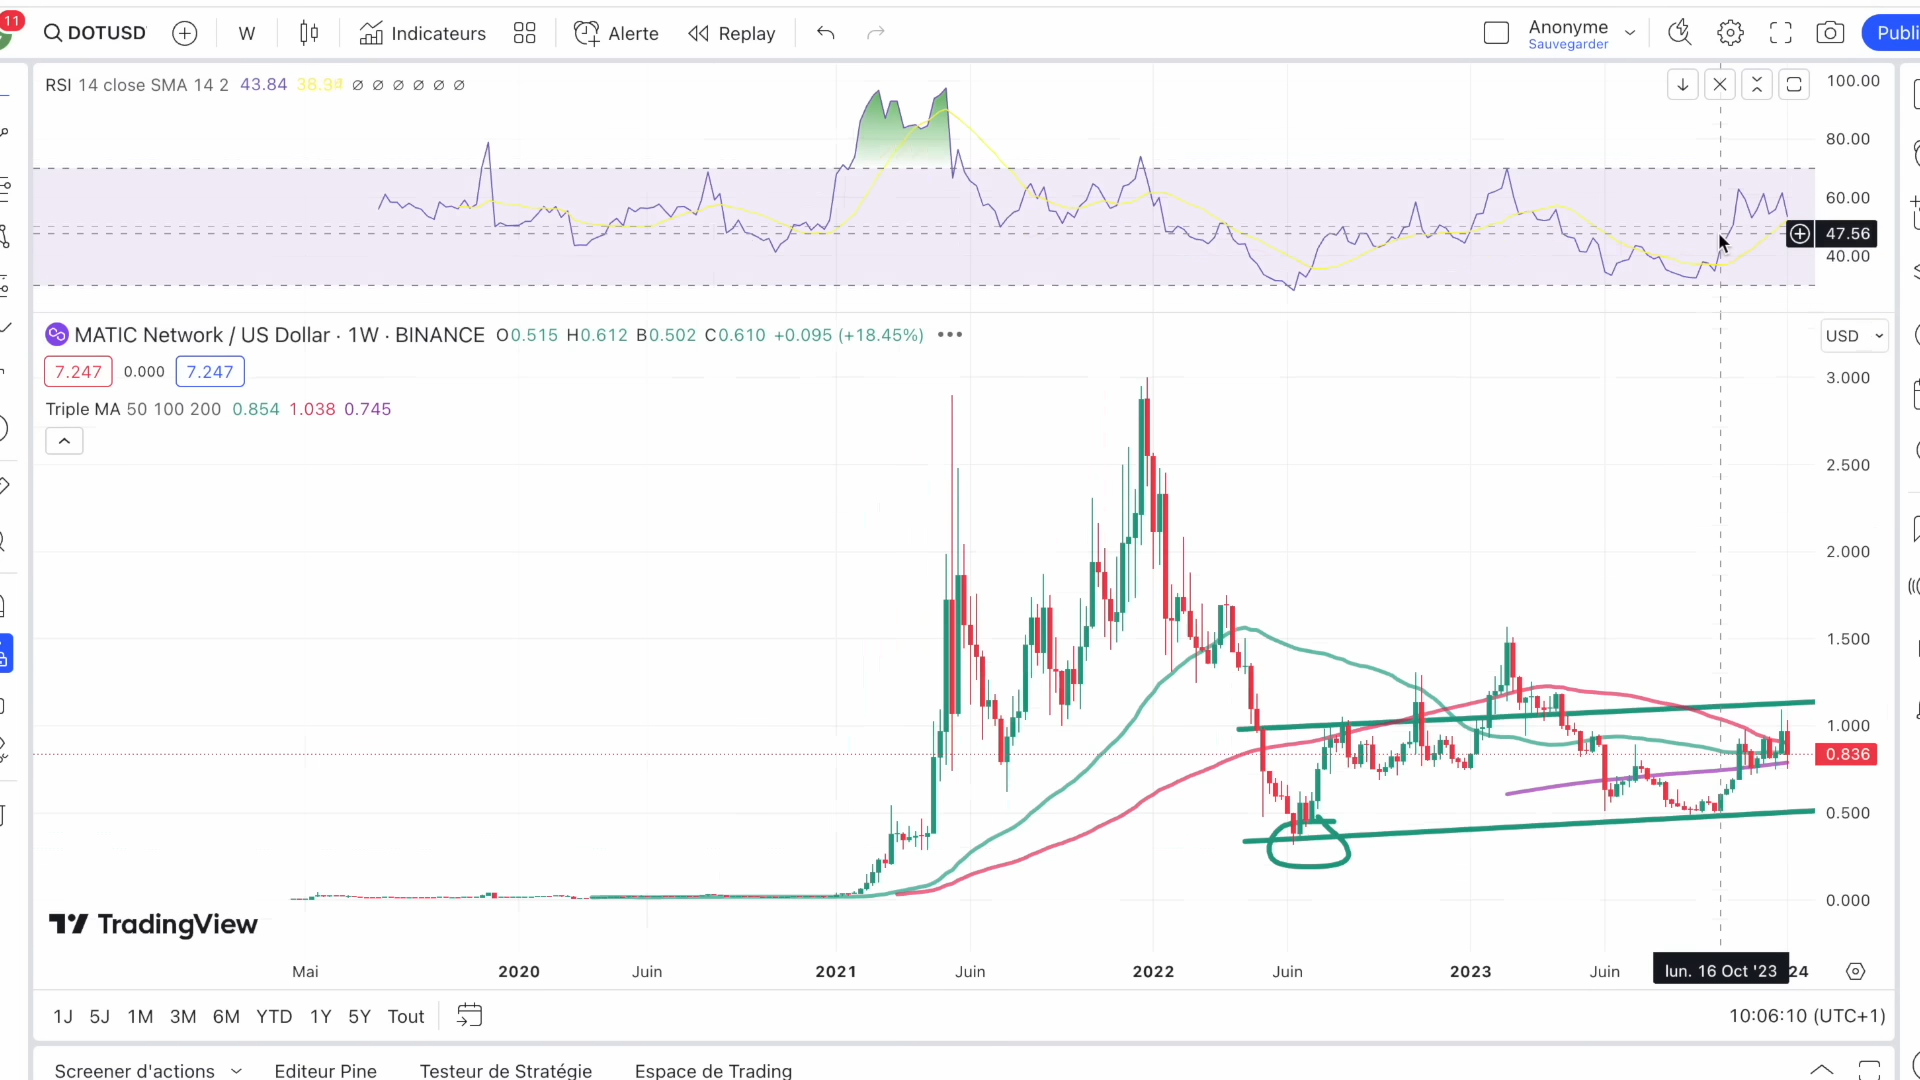 11
DOTUSD
W
Indicateurs
Alerte
Replay
Anonyme
Sauvegarder
Publi
RSI 14 close SMA 14 2 43.84 ∅ ∅ ∅ ∅ ∅ ∅
100.00
80.00
60.00
47.56
40.00
MATIC Network / US Dollar · 1W · BINANCE O0.515 H0.612 B0.502 C0.610 +0.095 (+18.45%)
USD
7.247 0.000 7.247
Triple MA 50 100 200 0.854 1.038 0.745
3.000
2.500
2.000
1.500
1.000
0.836
0.500
0.000
TradingView
Mai 2020 Juin 2021 Juin 2022 Juin 2023 Juin lun. 16 Oct '23 24
1J 5J 1M 3M 6M YTD 1Y 5Y Tout
10:06:10 (UTC+1)
Screener d'actions Editeur Pine Testeur de Stratégie Espace de Trading